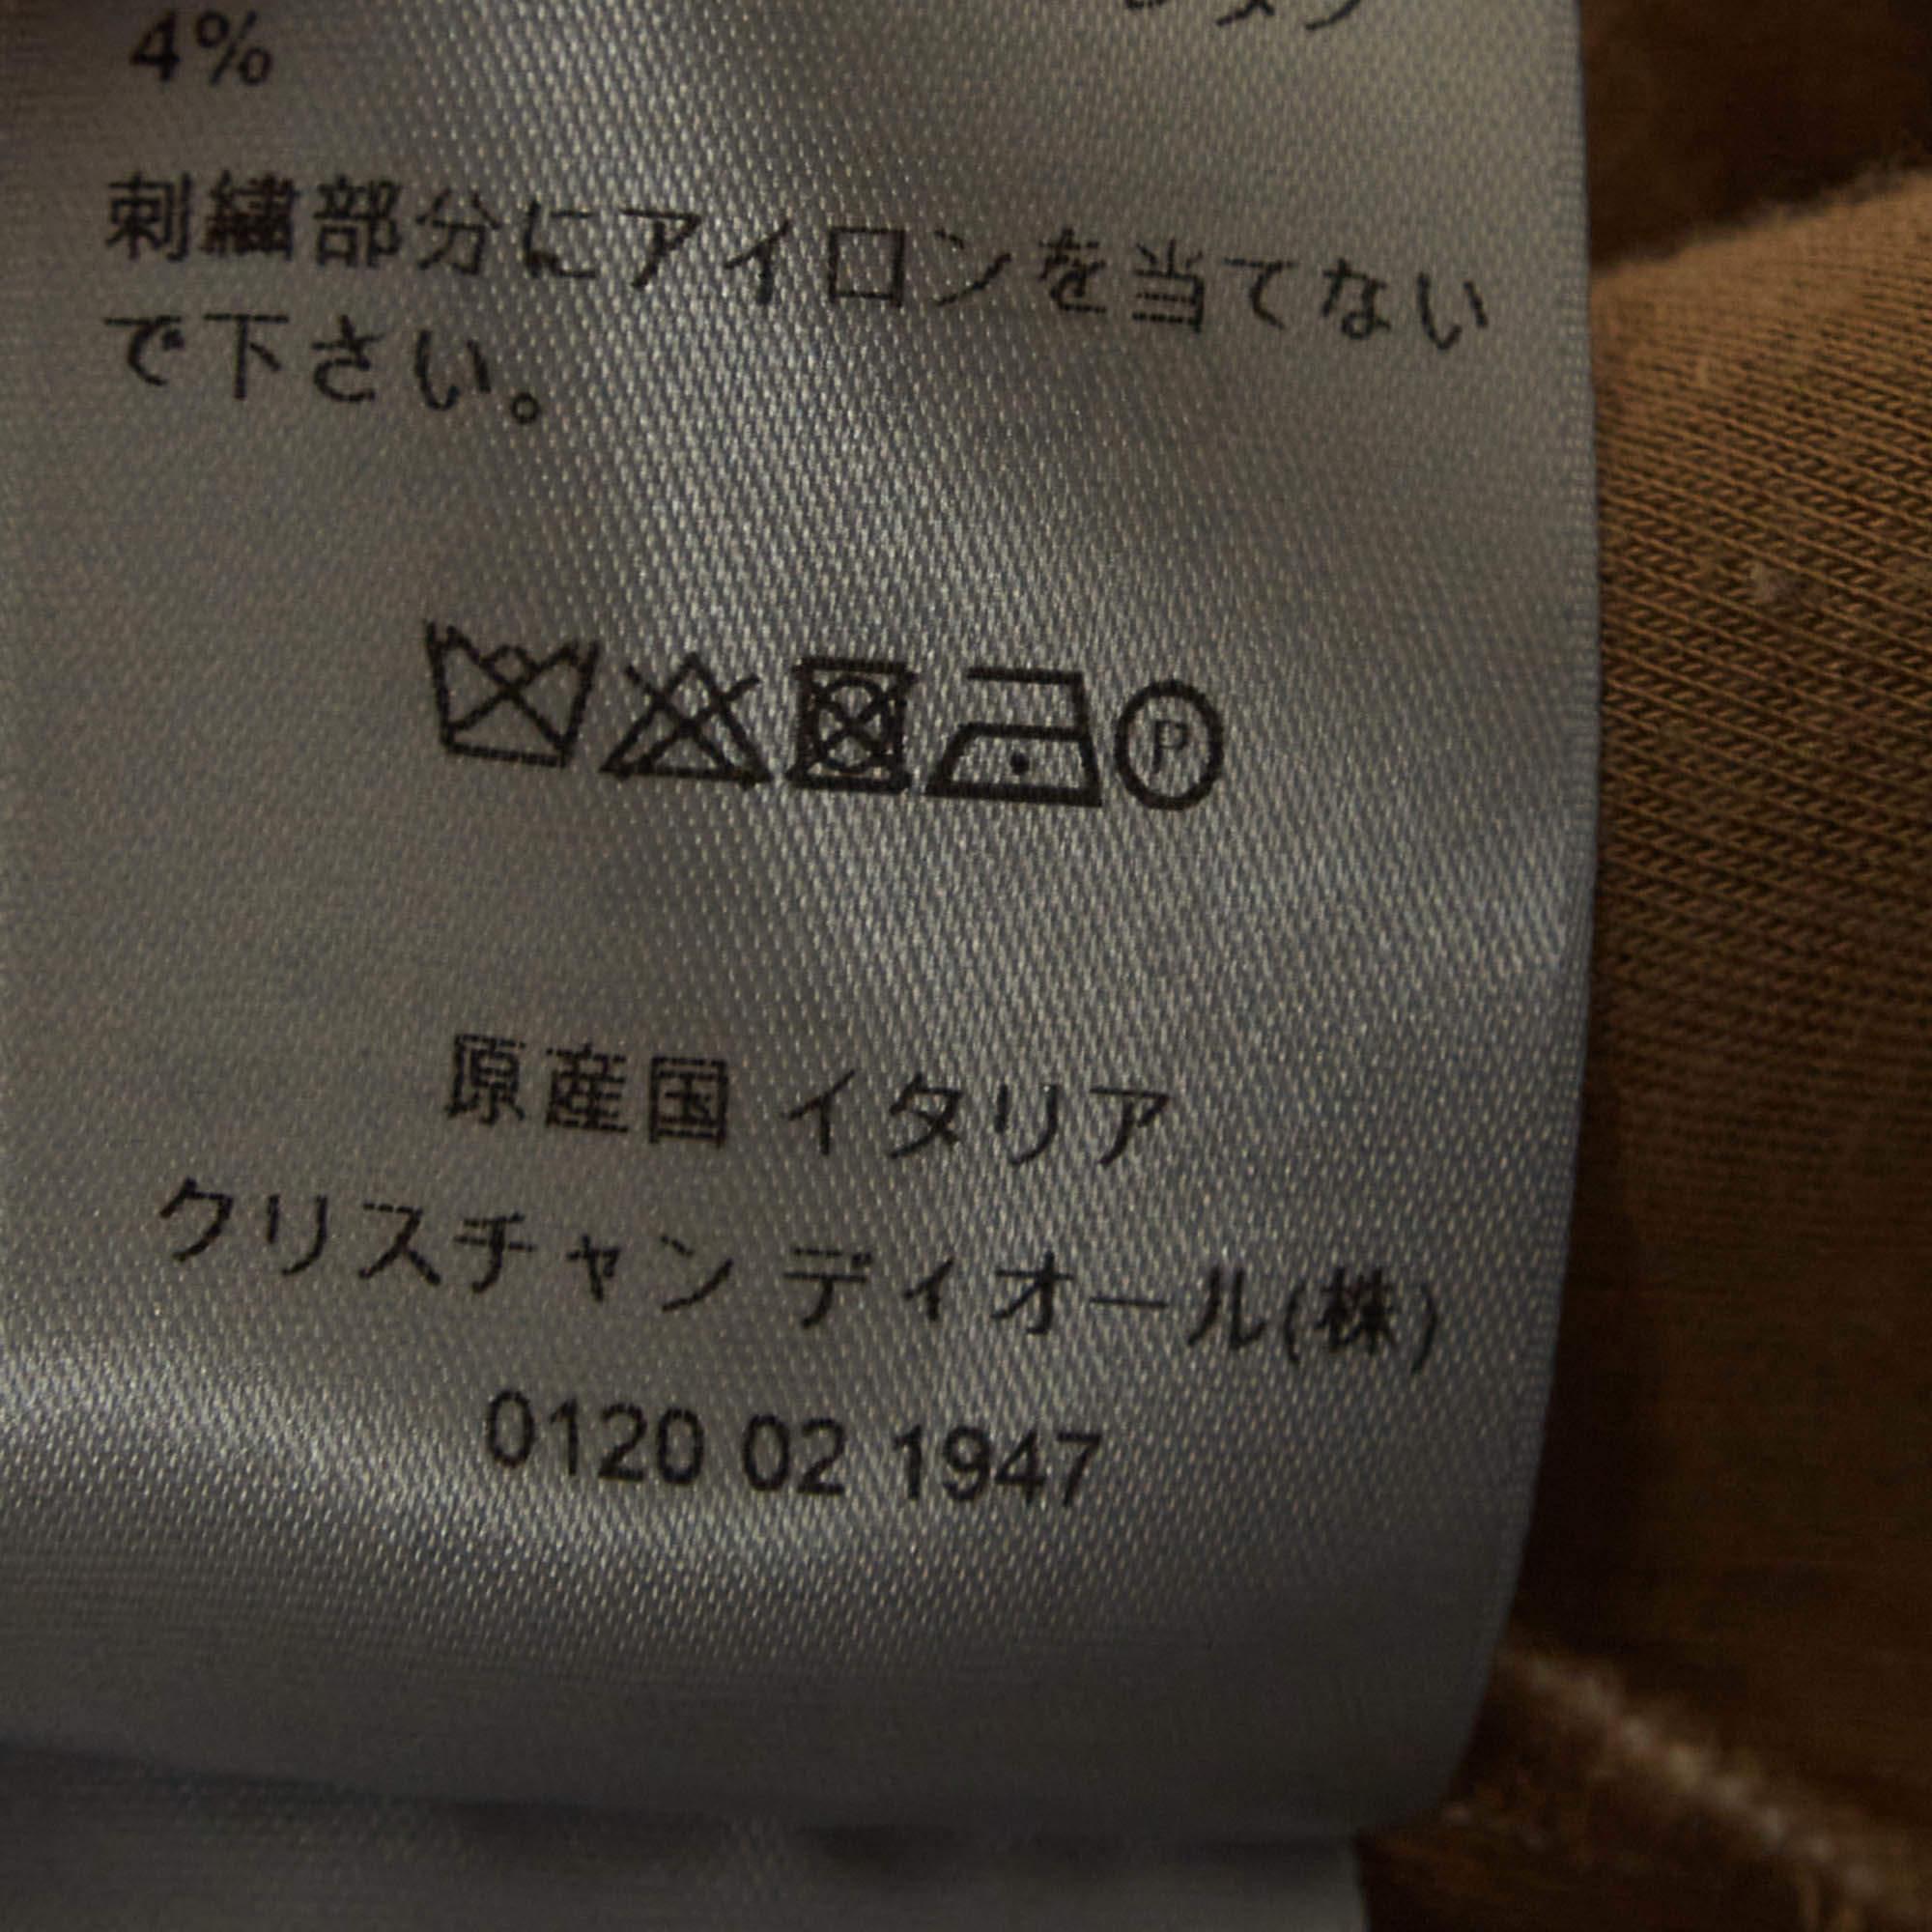 4%
刺繍部分にアイロンを当てない
で下さい。
P
原産国 イタリア
クリスチャン ディオール(株)
0120 02 1947